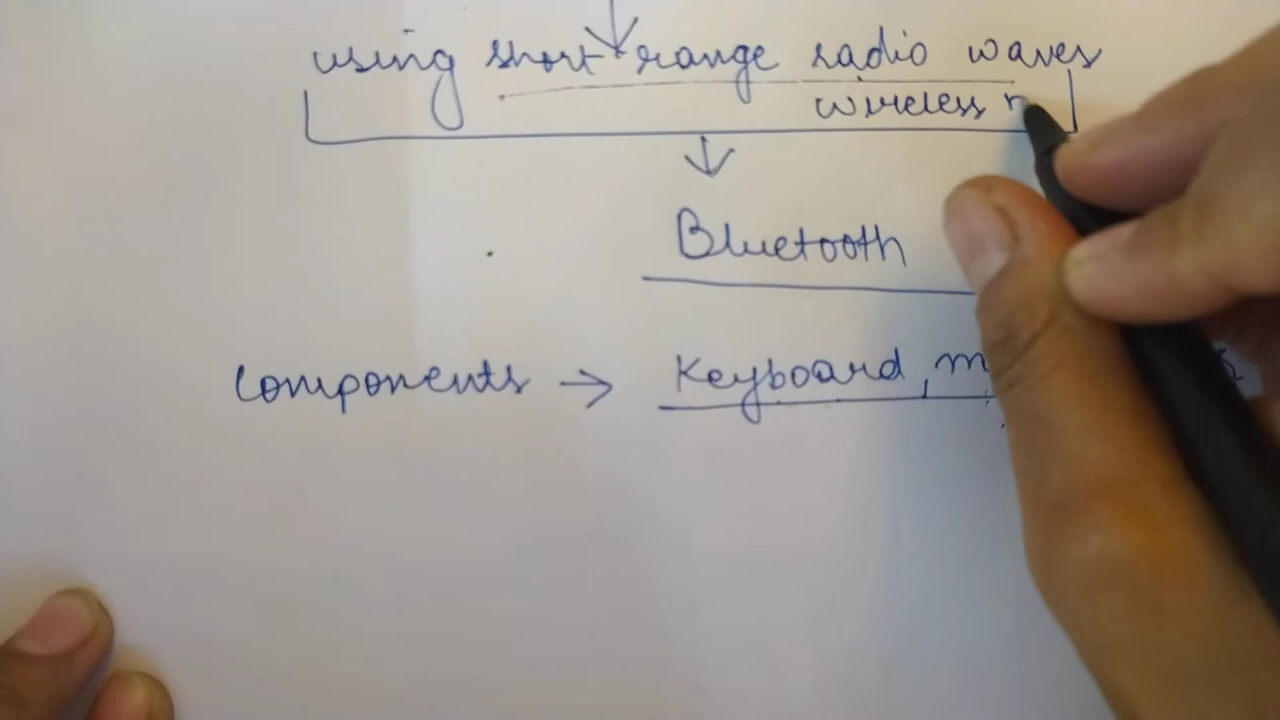 using short range radio waves
wireless
Bluetooth
components → Keyboard,